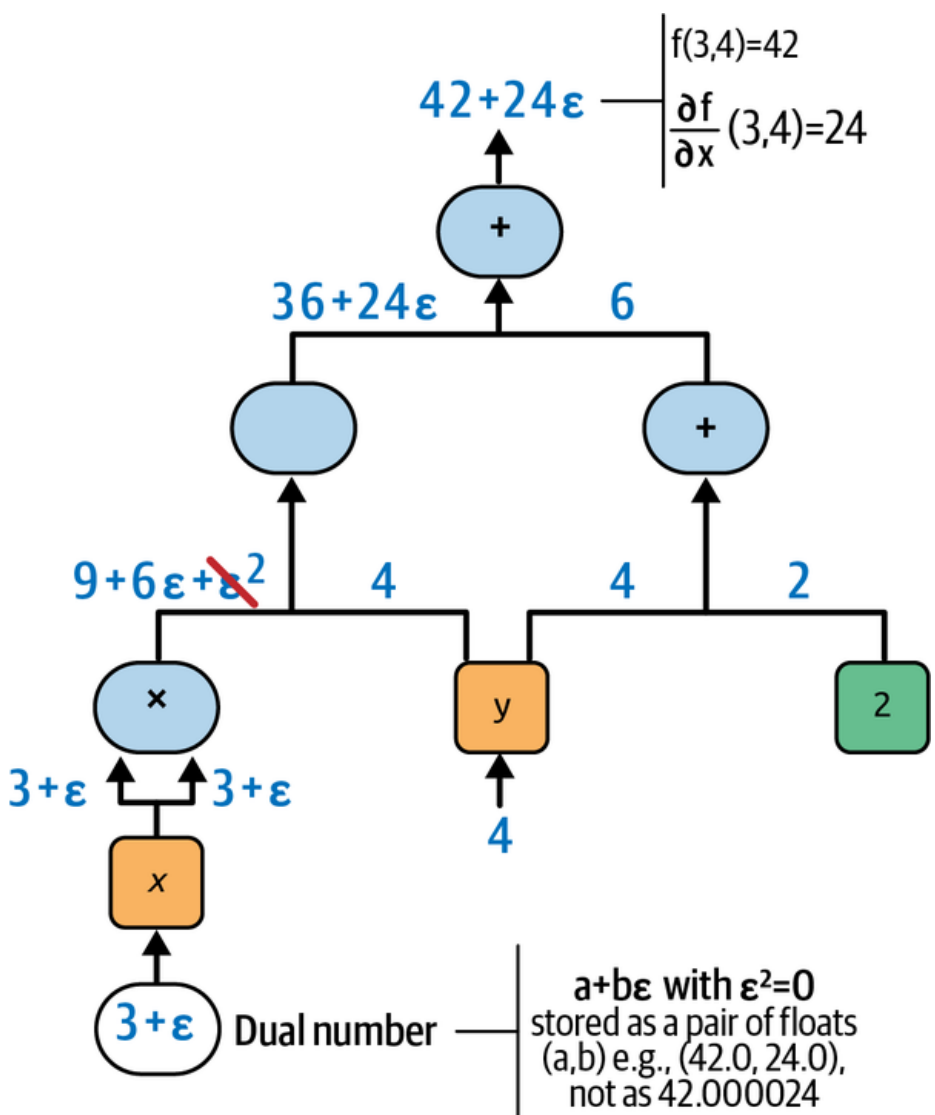 f(3,4)=42
42+24ε
∂f
∂x
(3,4)=24
+
36+24ε
6
+
9+6ε+ε²
4
4
2
×
y
2
3+ε
3+ε
4
x
3+ε
Dual number
a+bε with ε²=0
stored as a pair of floats
(a,b) e.g., (42.0, 24.0),
not as 42.000024